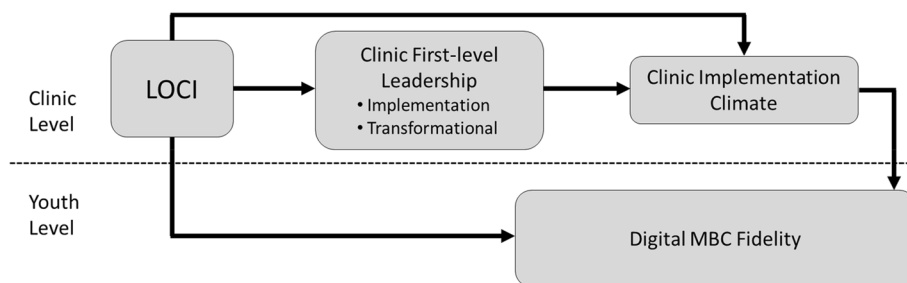 Clinic
Level
LOCI
Clinic First-level
Leadership
• Implementation
• Transformational
Clinic Implementation
Climate
Youth
Level
Digital MBC Fidelity